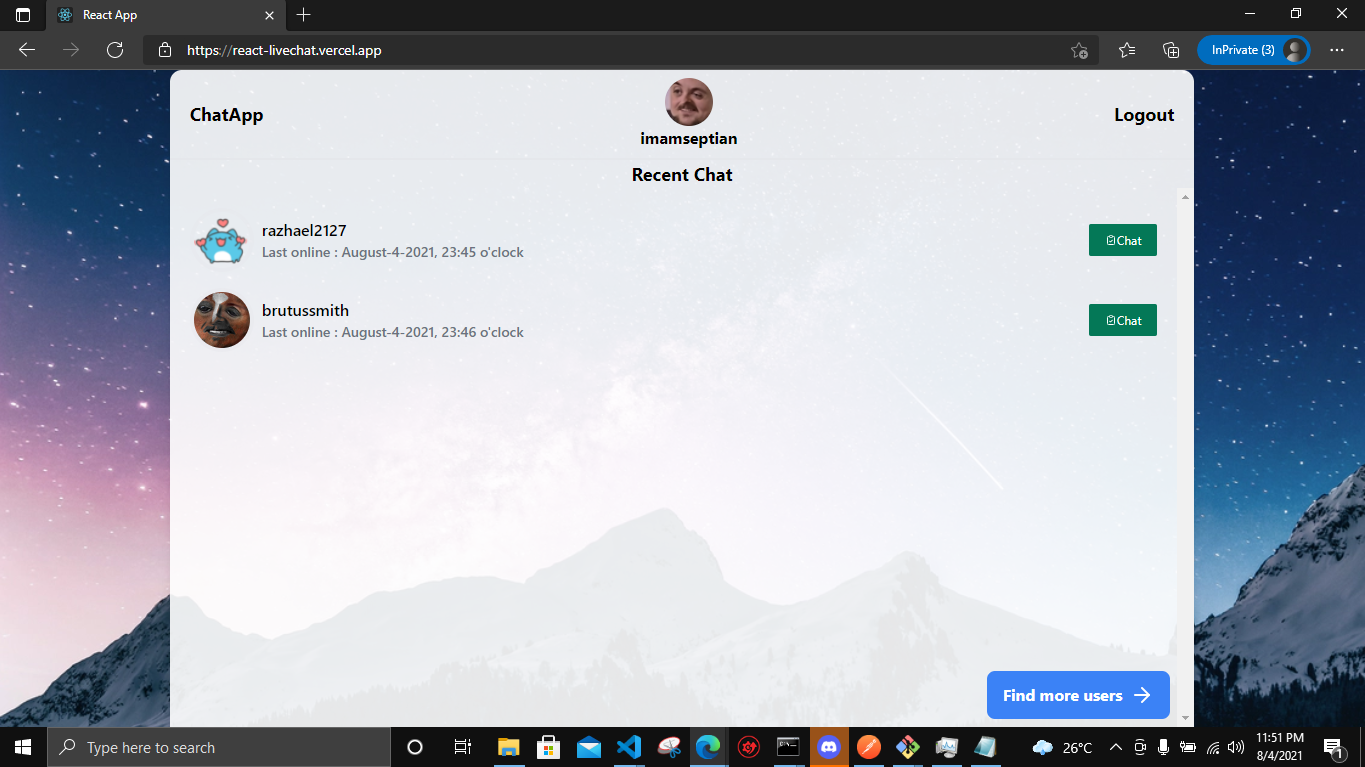 React App
https://react-livechat.vercel.app
InPrivate (3)
ChatApp
imamseptian
Logout
Recent Chat
razhael2127
Last online : August-4-2021, 23:45 o'clock
Chat
brutussmith
Last online : August-4-2021, 23:46 o'clock
Chat
Find more users
Type here to search
26°C
11:51 PM
8/4/2021
1